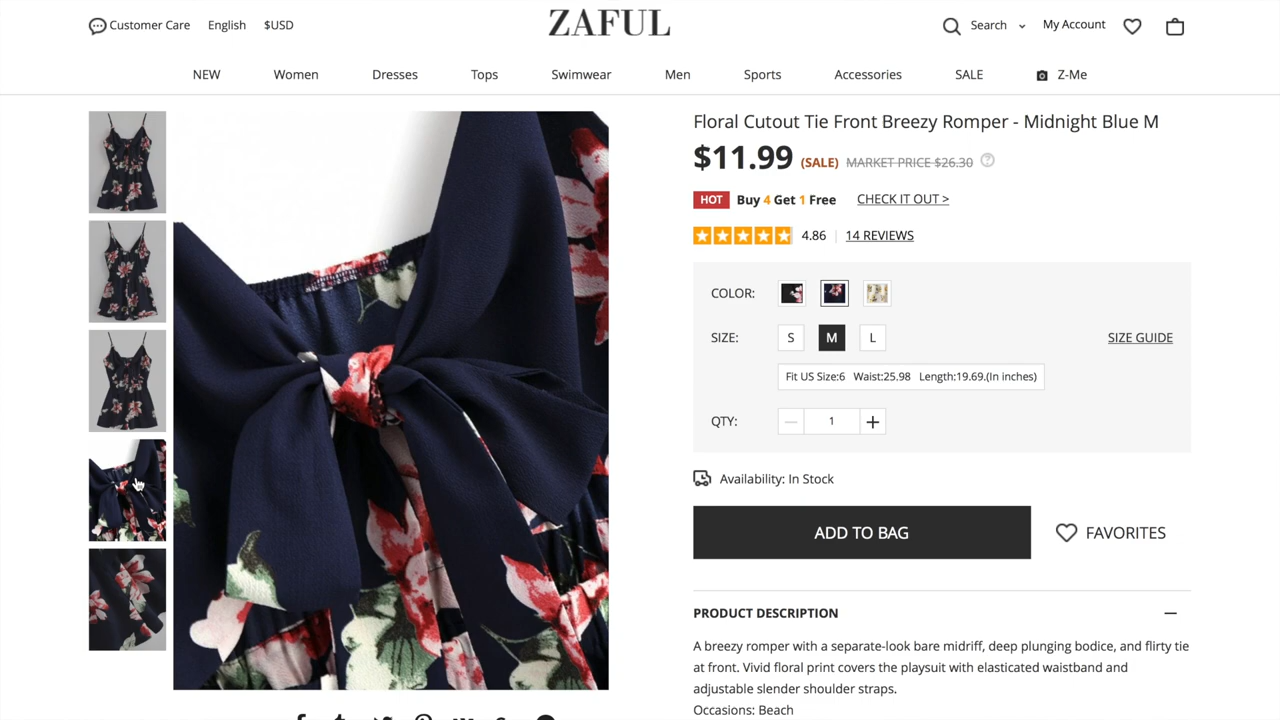 Customer Care English $USD
ZAFUL
Search My Account
NEW Women Dresses Tops Swimwear Men Sports Accessories SALE Z-Me
Floral Cutout Tie Front Breezy Romper - Midnight Blue M
$11.99 (SALE) MARKET PRICE $26.30 ?
HOT Buy 4 Get 1 Free CHECK IT OUT >
4.86 14 REVIEWS
COLOR:
SIZE: S M L SIZE GUIDE
Fit US Size:6 Waist:25.98 Length:19.69.(In inches)
QTY: 1
Availability: In Stock
ADD TO BAG FAVORITES
PRODUCT DESCRIPTION
A breezy romper with a separate-look bare midriff, deep plunging bodice, and flirty tie
at front. Vivid floral print covers the playsuit with elasticated waistband and
adjustable slender shoulder straps.
Occasions: Beach